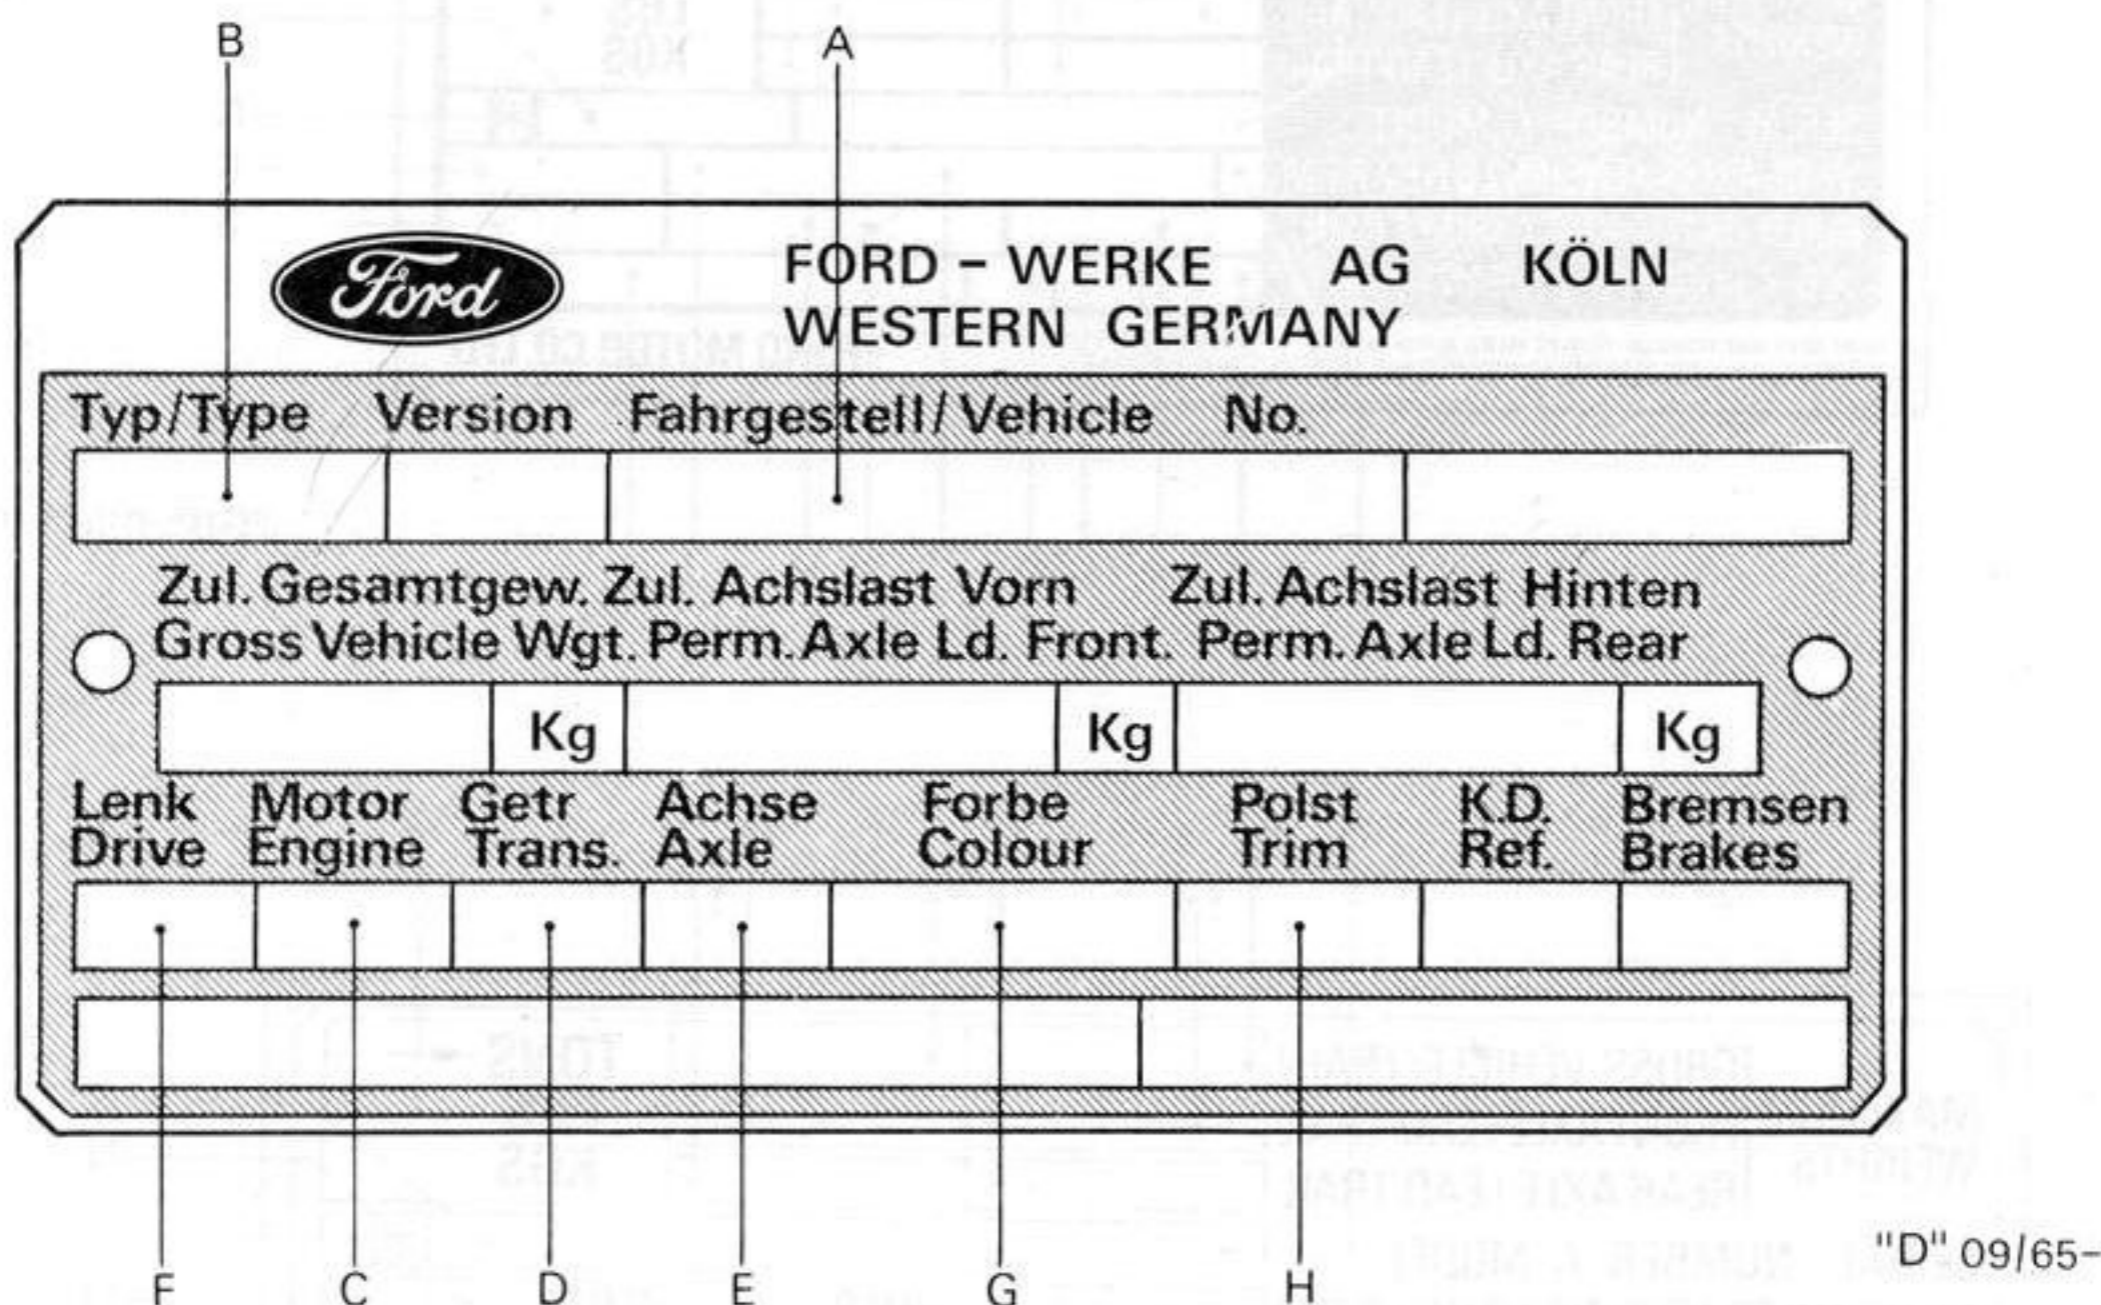 B A
Ford
FORD - WERKE AG KÖLN
WESTERN GERMANY
Typ/Type Version Fahrgestell/Vehicle No.
Zul. Gesamtgew. Zul. Achslast Vorn Zul. Achslast Hinten
Gross Vehicle Wgt. Perm. Axle Ld. Front. Perm. Axle Ld. Rear
Kg Kg Kg
Lenk Motor Getr Achse Forbe Polst K.D. Bremsen
Drive Engine Trans. Axle Colour Trim Ref. Brakes
"D" 09/65-
F C D E G H